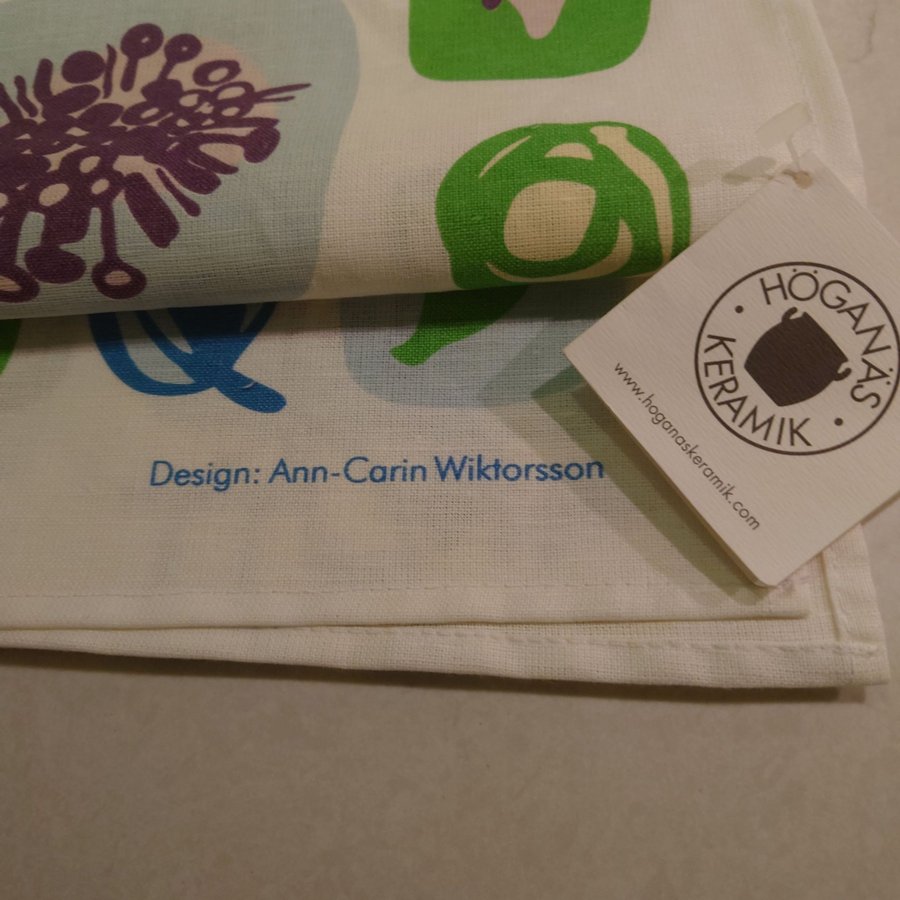 HÖGANÄS
KERAMIK
www.hoganaskeramik.com
Design: Ann-Carin Wiktorsson